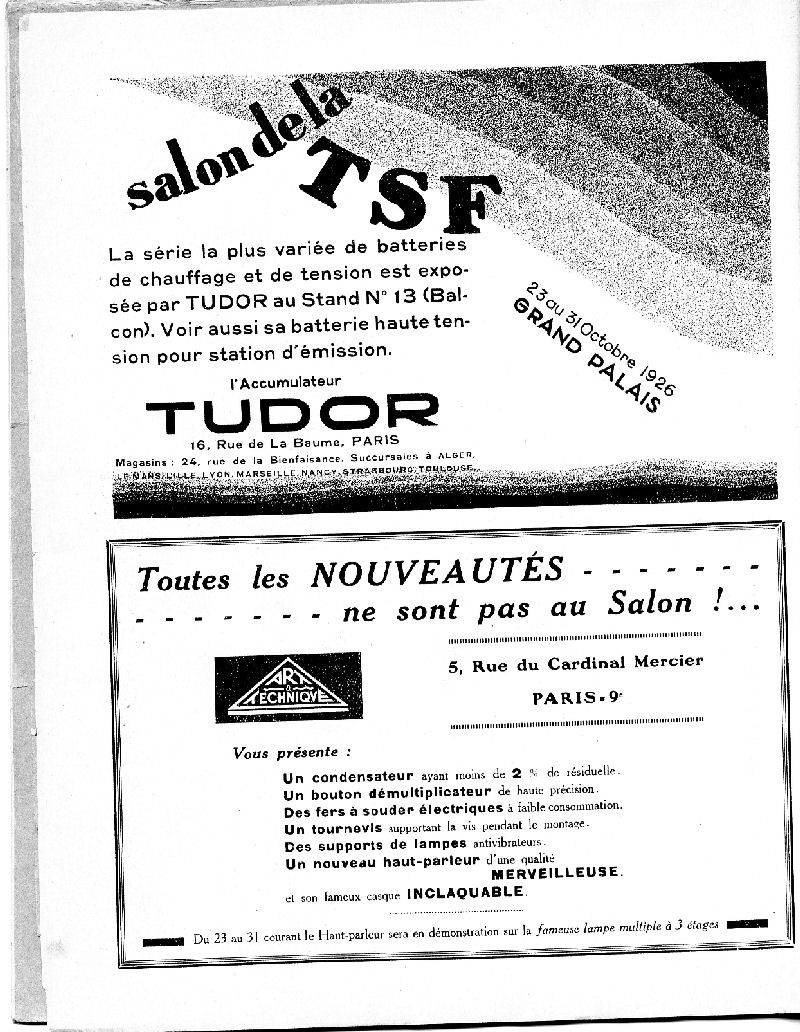 salon de la
TSF
La série la plus variée de batteries
de chauffage et de tension est expo-
sée par TUDOR au Stand N° 13 (Bal-
con). Voir aussi sa batterie haute ten-
sion pour station d'émission.
23 au 31 Octobre 1926
GRAND PALAIS
l'Accumulateur
TUDOR
16, Rue de La Baume, PARIS
Magasins : 24, rue de la Bienfaisance. Succursales à ALGER,
LE MANS, LILLE, LYON, MARSEILLE, NANCY, STRASBOURG, TOULOUSE.
Toutes les NOUVEAUTÉS - - - - - - -
- - - - - - - ne sont pas au Salon !...
ART
&
TECHNIQUE
5, Rue du Cardinal Mercier
PARIS-9e
Vous présente :
Un condensateur ayant moins de 2 % de résiduelle.
Un bouton démultiplicateur de haute précision.
Des fers à souder électriques à faible consommation.
Un tournevis supportant la vis pendant le montage.
Des supports de lampes antivibrateurs.
Un nouveau haut-parleur d'une qualité
MERVEILLEUSE.
et son fameux casque INCLAQUABLE.
Du 23 au 31 courant le Haut-parleur sera en démonstration sur la fameuse lampe multiple à 3 étages